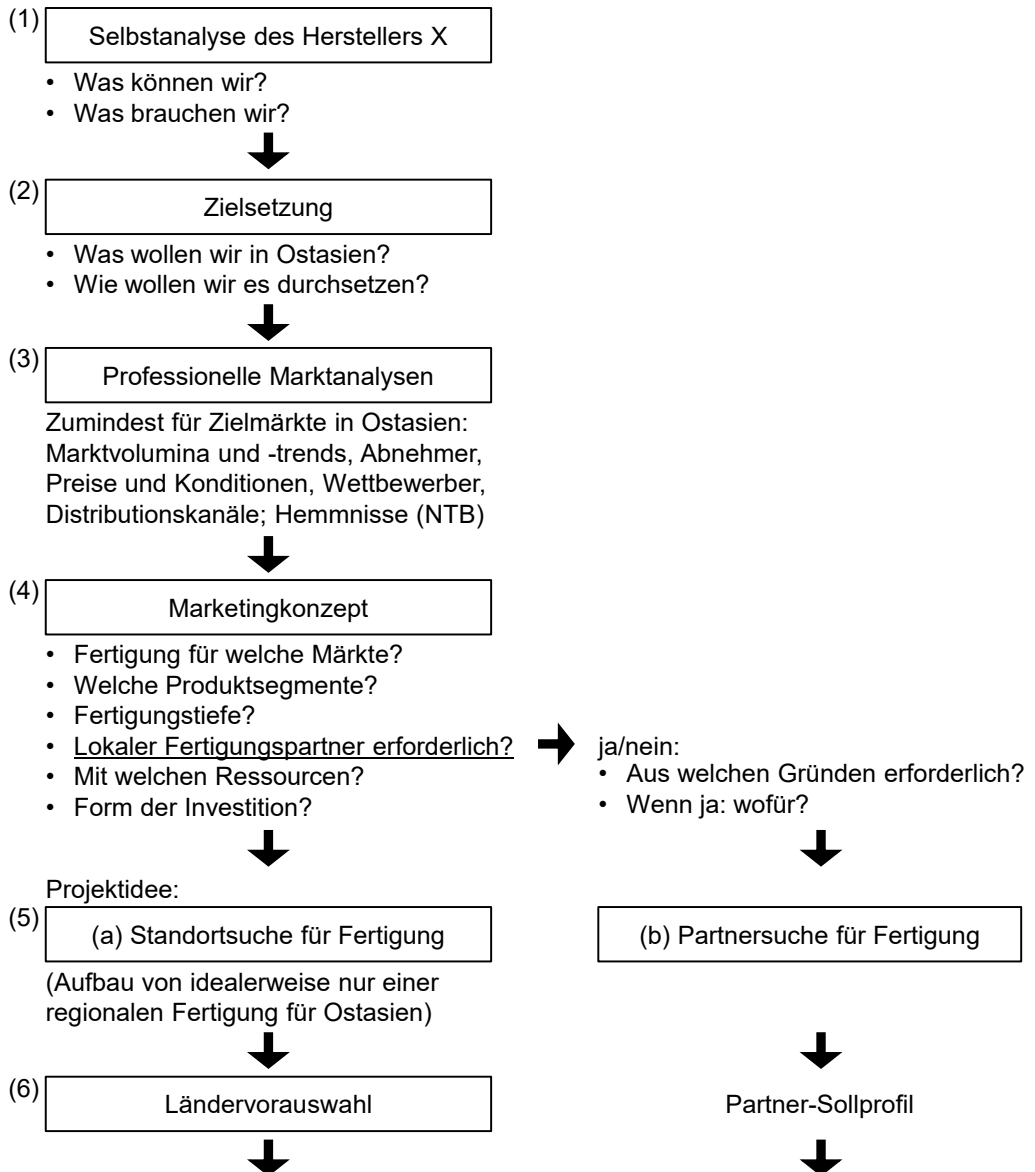 (1)
Selbstanalyse des Herstellers X
• Was können wir?
• Was brauchen wir?
(2)
Zielsetzung
• Was wollen wir in Ostasien?
• Wie wollen wir es durchsetzen?
(3)
Professionelle Marktanalysen
Zumindest für Zielmärkte in Ostasien:
Marktvolumina und -trends, Abnehmer,
Preise und Konditionen, Wettbewerber,
Distributionskanäle; Hemmnisse (NTB)
(4)
Marketingkonzept
• Fertigung für welche Märkte?
• Welche Produktsegmente?
• Fertigungstiefe?
• Lokaler Fertigungspartner erforderlich?
• Mit welchen Ressourcen?
• Form der Investition?
ja/nein:
• Aus welchen Gründen erforderlich?
• Wenn ja: wofür?
Projektidee:
(5)
(a) Standortsuche für Fertigung
(Aufbau von idealerweise nur einer
regionalen Fertigung für Ostasien)
(b) Partnersuche für Fertigung
(6)
Ländervorauswahl
Partner-Sollprofil